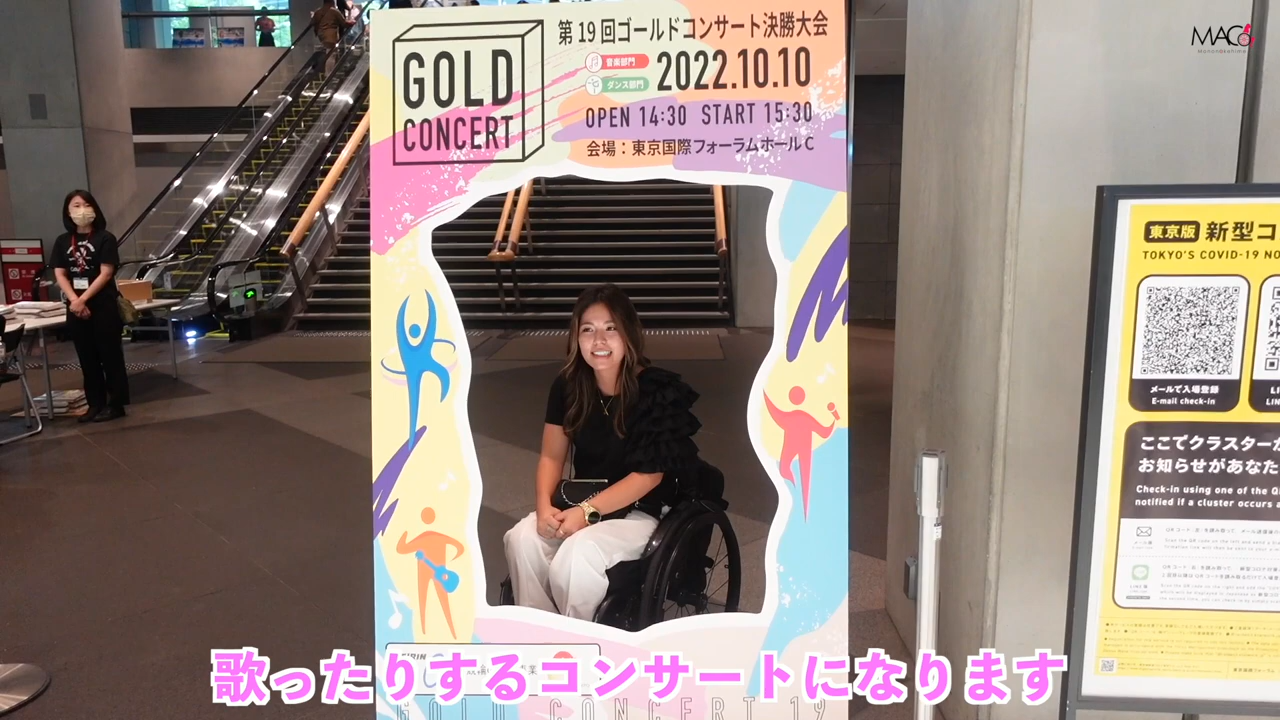 第19回ゴールドコンサート決勝大会
音楽部門
ダンス部門
2022.10.10
OPEN 14:30 START 15:30
会場：東京国際フォーラムホールC
GOLD
CONCERT
MACO
東京版 新型コ
TOKYO'S COVID-19 NO
メールで入場登録
E-mail check-in
LI
LIN
ここでクラスターが
お知らせがあなた
Check-in using one of the Q
notified if a cluster occurs a
歌ったりするコンサートになります
GOLD CONCERT 19